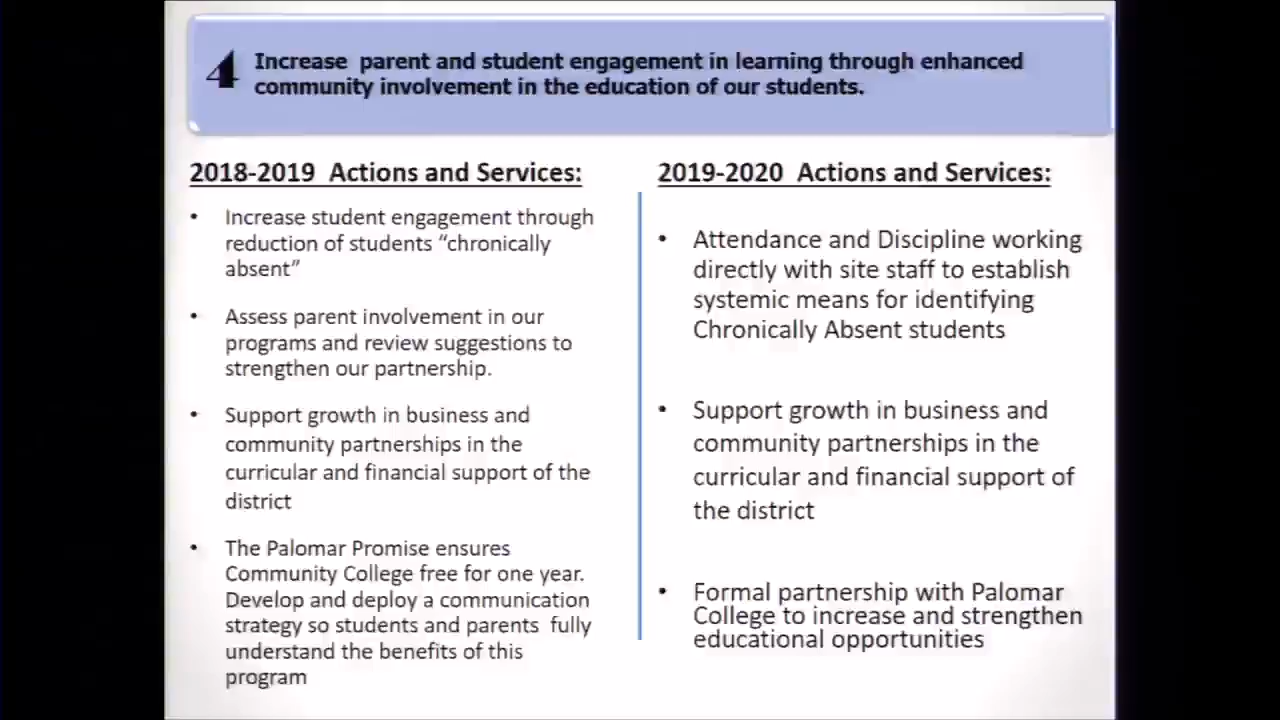 4
Increase parent and student engagement in learning through enhanced
community involvement in the education of our students.
2018-2019 Actions and Services:
• Increase student engagement through
reduction of students “chronically
absent”
• Assess parent involvement in our
programs and review suggestions to
strengthen our partnership.
• Support growth in business and
community partnerships in the
curricular and financial support of the
district
• The Palomar Promise ensures
Community College free for one year.
Develop and deploy a communication
strategy so students and parents fully
understand the benefits of this
program
2019-2020 Actions and Services:
• Attendance and Discipline working
directly with site staff to establish
systemic means for identifying
Chronically Absent students
• Support growth in business and
community partnerships in the
curricular and financial support of
the district
• Formal partnership with Palomar
College to increase and strengthen
educational opportunities